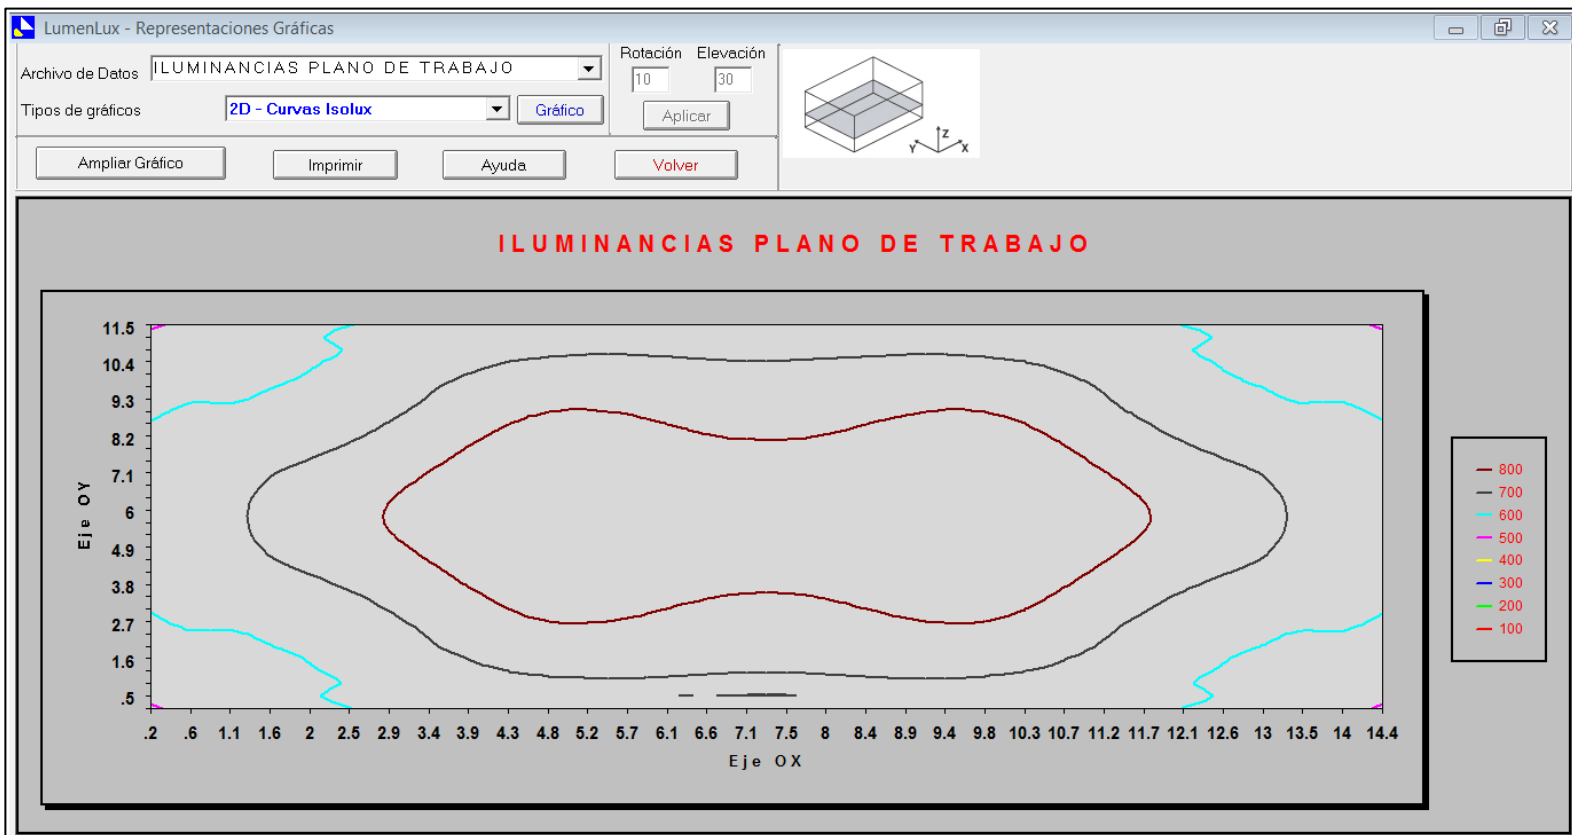 LumenLux - Representaciones Gráficas
Archivo de Datos ILUMINANCIAS PLANO DE TRABAJO
Rotación Elevación
10 30
Tipos de gráficos 2D - Curvas Isolux Gráfico
Aplicar
Ampliar Gráfico Imprimir Ayuda Volver
Z
Y X
ILUMINANCIAS PLANO DE TRABAJO
11.5
10.4
9.3
8.2
7.1
6
4.9
3.8
2.7
1.6
.5
Eje OY
.2 .6 1.1 1.6 2 2.5 2.9 3.4 3.9 4.3 4.8 5.2 5.7 6.1 6.6 7.1 7.5 8 8.4 8.9 9.4 9.8 10.3 10.7 11.2 11.7 12.1 12.6 13 13.5 14 14.4
Eje OX
800
700
600
500
400
300
200
100